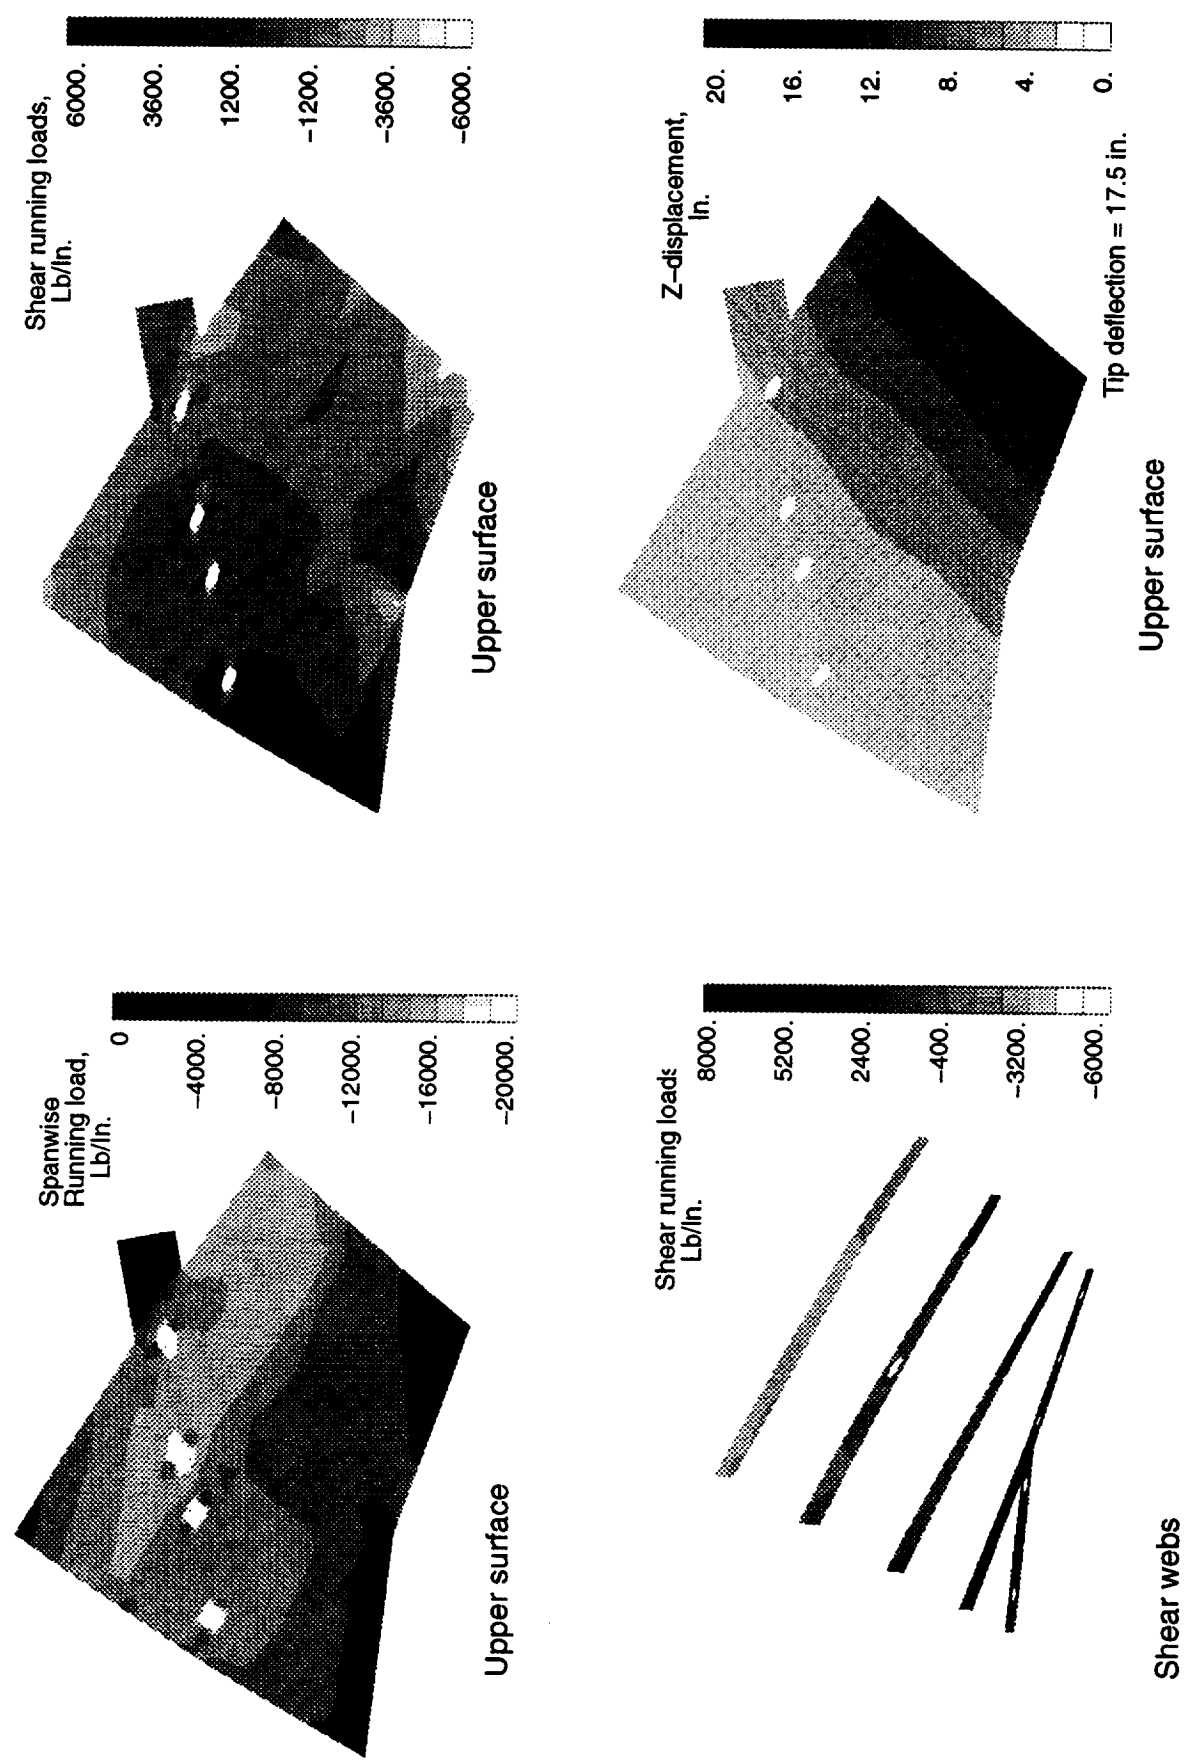 Spanwise
Running load,
Lb/In.
0
−4000.
−8000.
−12000.
−16000.
−20000.
Upper surface
Shear running loads,
Lb/In.
6000.
3600.
1200.
−1200.
−3600.
−6000.
Upper surface
Shear running loads
Lb/In.
8000.
5200.
2400.
−400.
−3200.
−6000.
Shear webs
Z−displacement,
In.
20.
16.
12.
8.
4.
0.
Tip deflection = 17.5 in.
Upper surface